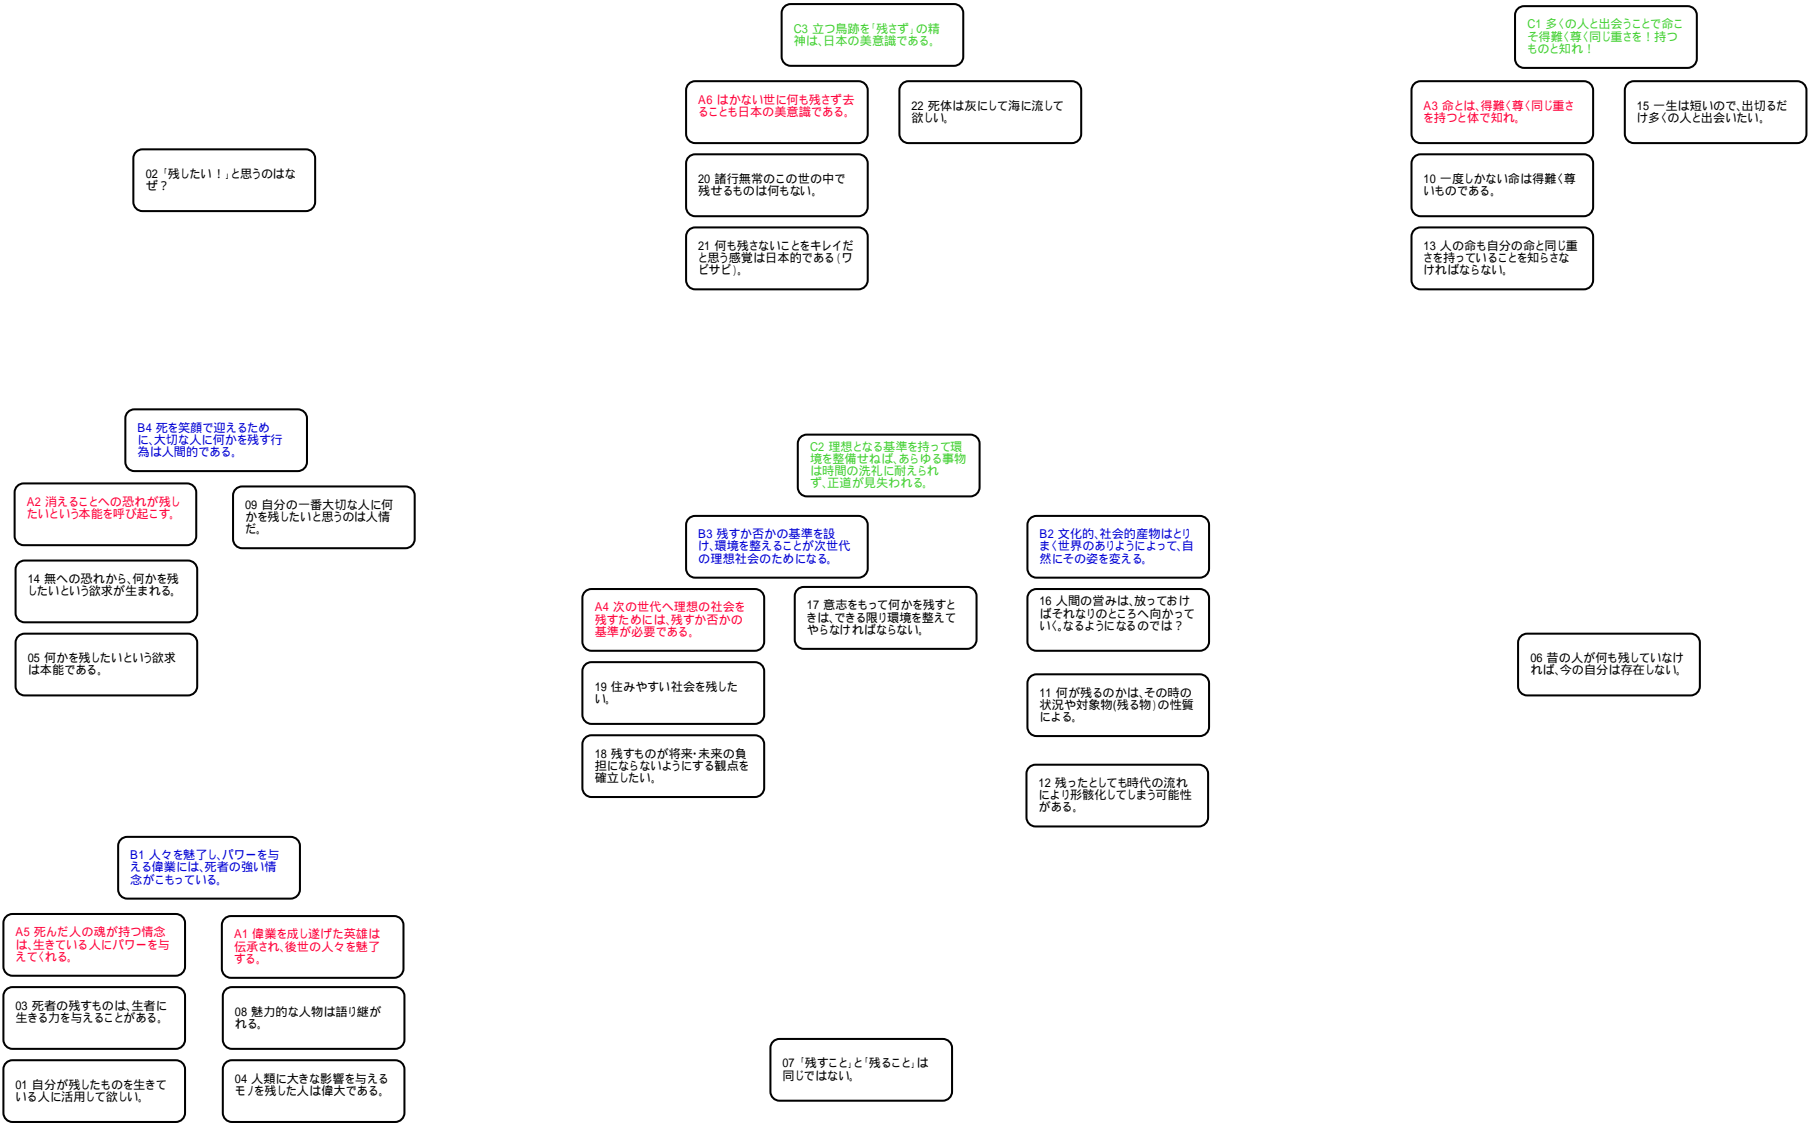 C3 立つ鳥跡を「残さず」の精
神は、日本の美意識である。
C1 多くの人と出会うことで命こ
そ得難く尊く同じ重さを！持つ
ものと知れ！
A6 はかない世に何も残さず去
ることも日本の美意識である。
22 死体は灰にして海に流して
欲しい。
A3 命とは、得難く尊く同じ重さ
を持つと体で知れ。
15 一生は短いので、出切るだ
け多くの人と出会いたい。
02 「残したい！」と思うのはな
ぜ？
20 諸行無常のこの世の中で
残せるものは何もない。
10 一度しかない命は得難く尊
いものである。
21 何も残さないことをキレイだ
と思う感覚は日本的である（ワ
ビサビ）。
13 人の命も自分の命と同じ重
さを持っていることを知らさな
ければならない。
B4 死を笑顔で迎えるため
に、大切な人に何かを残す行
為は人間的である。
A2 消えることへの恐れが残し
たいという本能を呼び起こす。
09 自分の一番大切な人に何
かを残したいと思うのは人情
だ。
14 無への恐れから、何かを残
したいという欲求が生まれる。
05 何かを残したいという欲求
は本能である。
C2 理想となる基準を持って環
境を整備せねば、あらゆる事物
は時間の洗礼に耐えられ
ず、正道が見失われる。
B3 残すか否かの基準を設
け、環境を整えることが次世代
の理想社会のためになる。
B2 文化的、社会的産物はとり
まく世界のありようによって、自
然にその姿を変える。
A4 次の世代へ理想の社会を
残すためには、残すか否かの
基準が必要である。
17 意志をもって何かを残すと
きは、できる限り環境を整えて
やらなければならない。
16 人間の営みは、放っておけ
ばそれなりのところへ向かって
いく。なるようになるのでは？
19 住みやすい社会を残した
い。
11 何が残るのかは、その時の
状況や対象物(残る物）の性質
による。
18 残すものが将来・未来の負
担にならないようにする観点を
確立したい。
12 残ったとしても時代の流れ
により形骸化してしまう可能性
がある。
06 昔の人が何も残していなけ
れば、今の自分は存在しない。
B1 人々を魅了し、パワーを与
える偉業には、死者の強い情
念がこもっている。
A5 死んだ人の魂が持つ情念
は、生きている人にパワーを与
えてくれる。
A1 偉業を成し遂げた英雄は
伝承され、後世の人々を魅了
する。
03 死者の残すものは、生者に
生きる力を与えることがある。
08 魅力的な人物は語り継が
れる。
01 自分が残したものを生きて
いる人に活用して欲しい。
04 人類に大きな影響を与える
モノを残した人は偉大である。
07 「残すこと」と「残ること」は
同じではない。